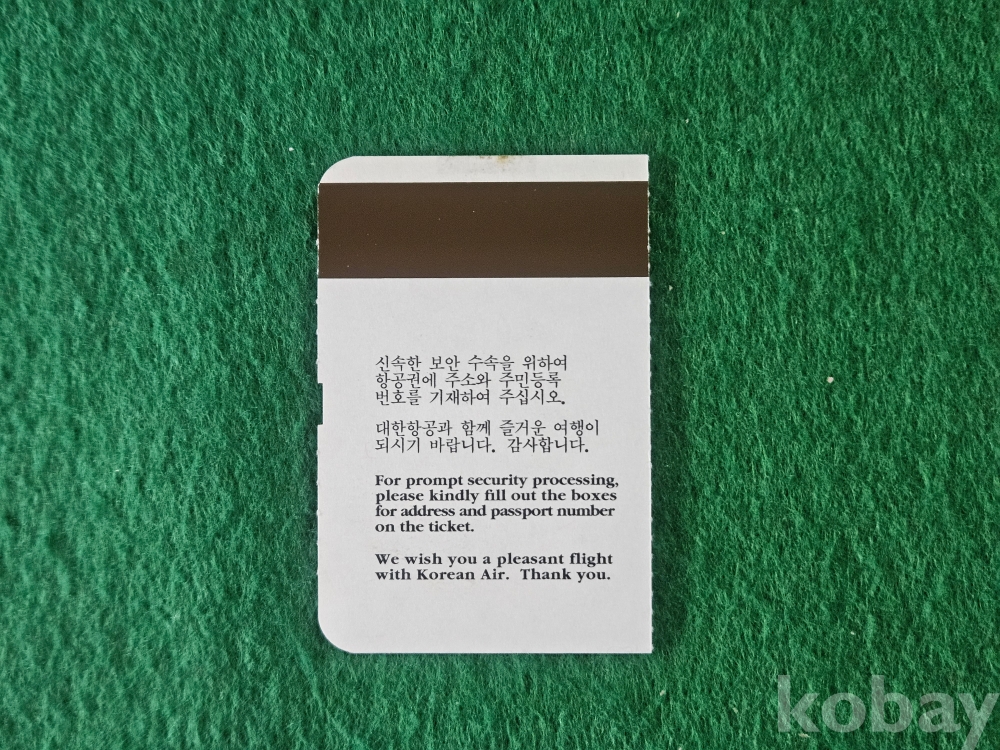 신속한 보안 수속을 위하여
항공권에 주소와 주민등록
번호를 기재하여 주십시오.
대한항공과 함께 즐거운 여행이
되시기 바랍니다. 감사합니다.
For prompt security processing,
please kindly fill out the boxes
for address and passport number
on the ticket.
We wish you a pleasant flight
with Korean Air. Thank you.
kobay